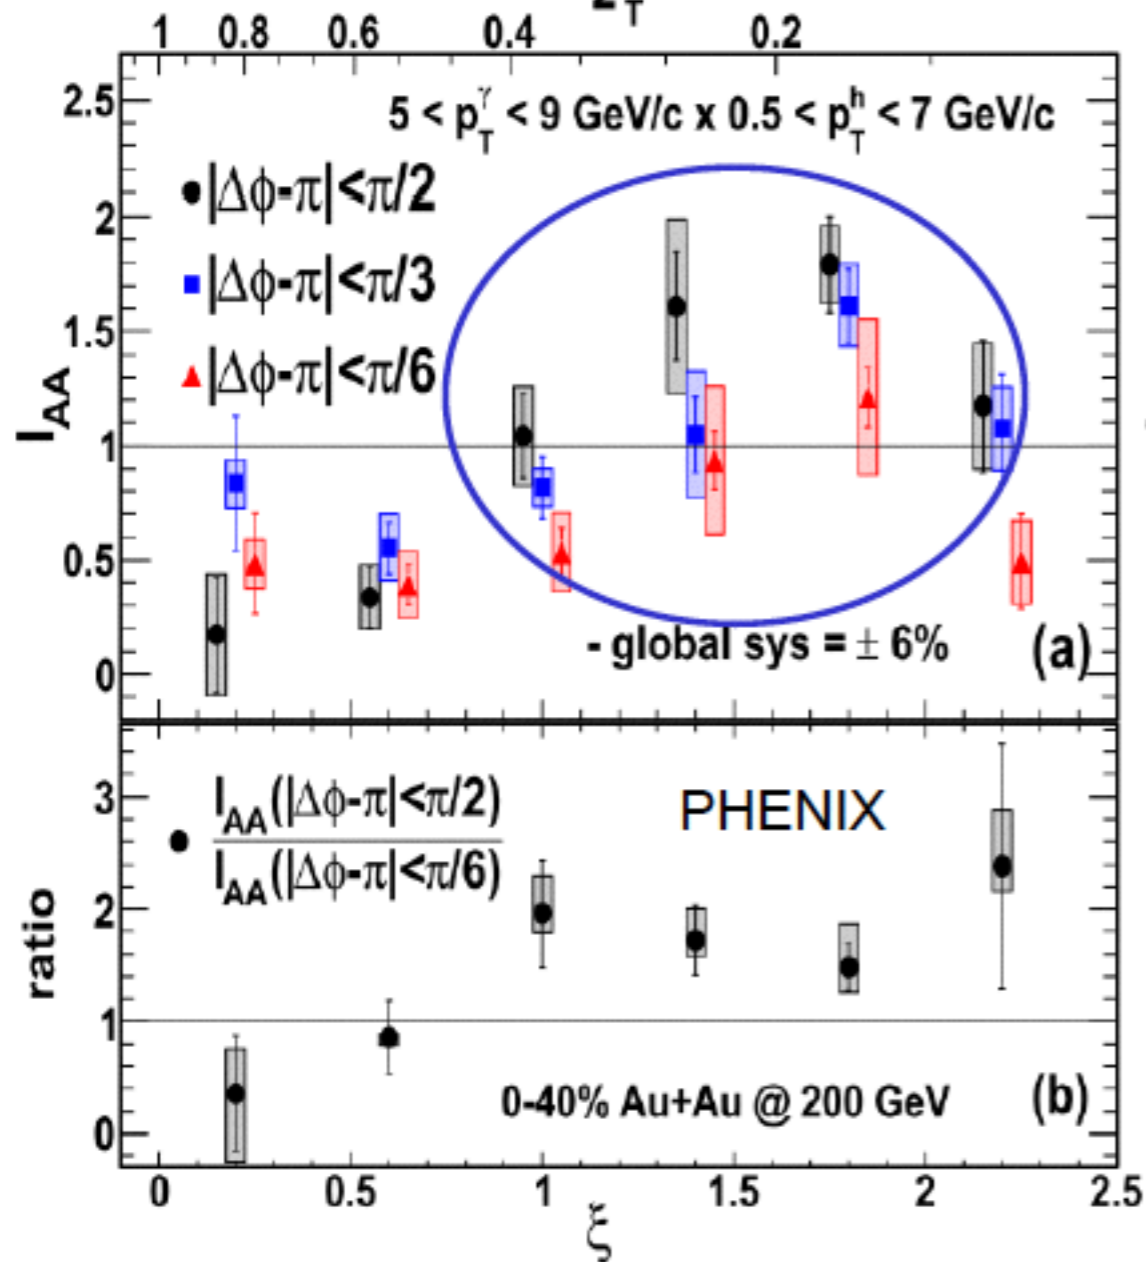 z_T
1 0.8 0.6 0.4 0.2
5 < p_T^γ < 9 GeV/c x 0.5 < p_T^h < 7 GeV/c
|Δϕ-π|<π/2
|Δϕ-π|<π/3
|Δϕ-π|<π/6
I_AA
2.5
2
1.5
1
0.5
0
- global sys = ± 6%
(a)
I_AA(|Δϕ-π|<π/2)
I_AA(|Δϕ-π|<π/6)
PHENIX
ratio
3
2
1
0
0-40% Au+Au @ 200 GeV
(b)
0 0.5 1 1.5 2 2.5
ξ